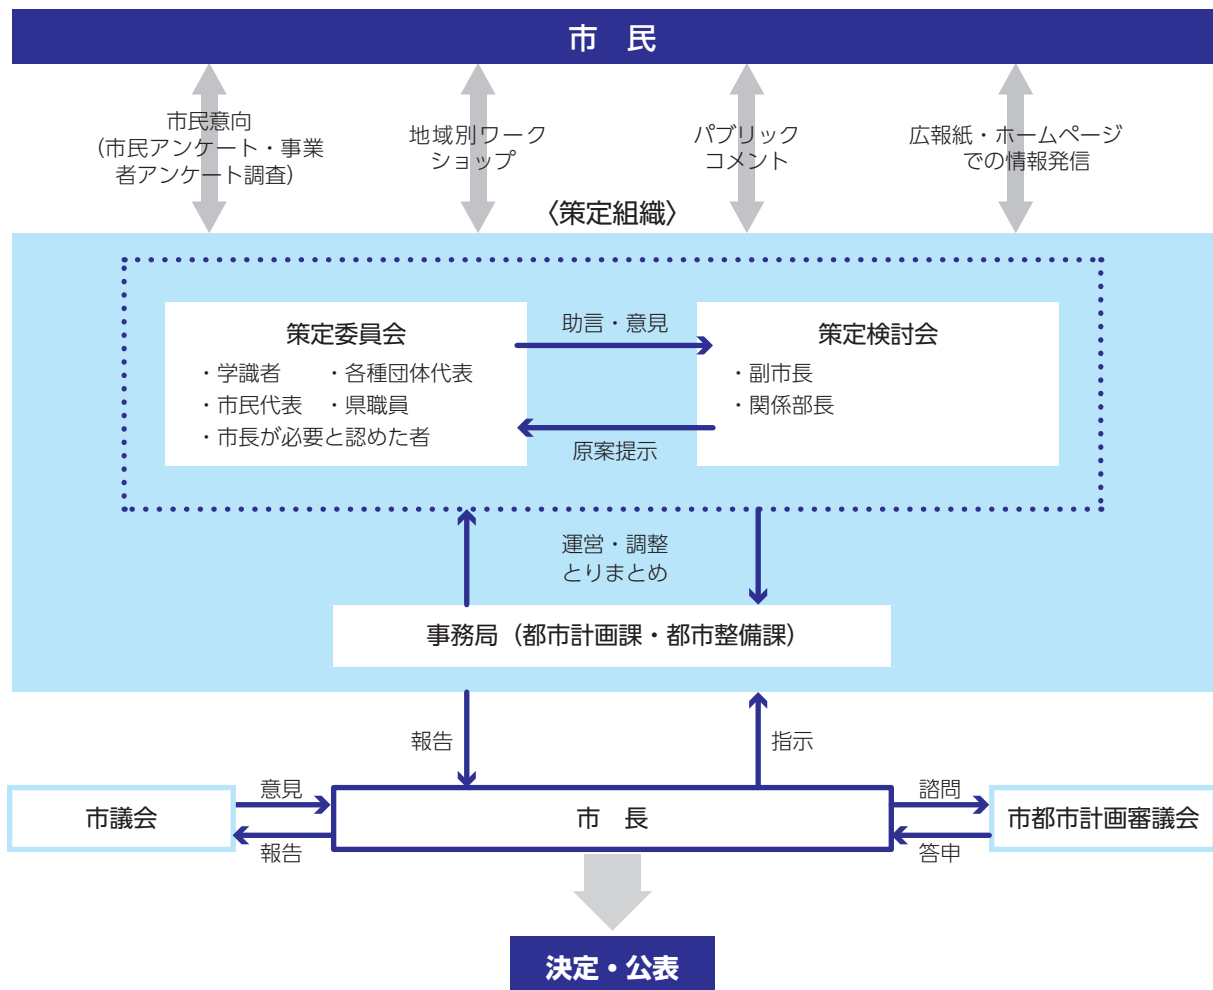 市　民
市民意向
（市民アンケート・事業
者アンケート調査）
地域別ワーク
ショップ
パブリック
コメント
広報紙・ホームページ
での情報発信
〈策定組織〉
策定委員会
・学識者　　・各種団体代表
・市民代表　・県職員
・市長が必要と認めた者
助言・意見
原案提示
策定検討会
・副市長
・関係部長
運営・調整
とりまとめ
事務局（都市計画課・都市整備課）
報告
指示
市議会
意見
報告
市　長
諮問
答申
市都市計画審議会
決定・公表